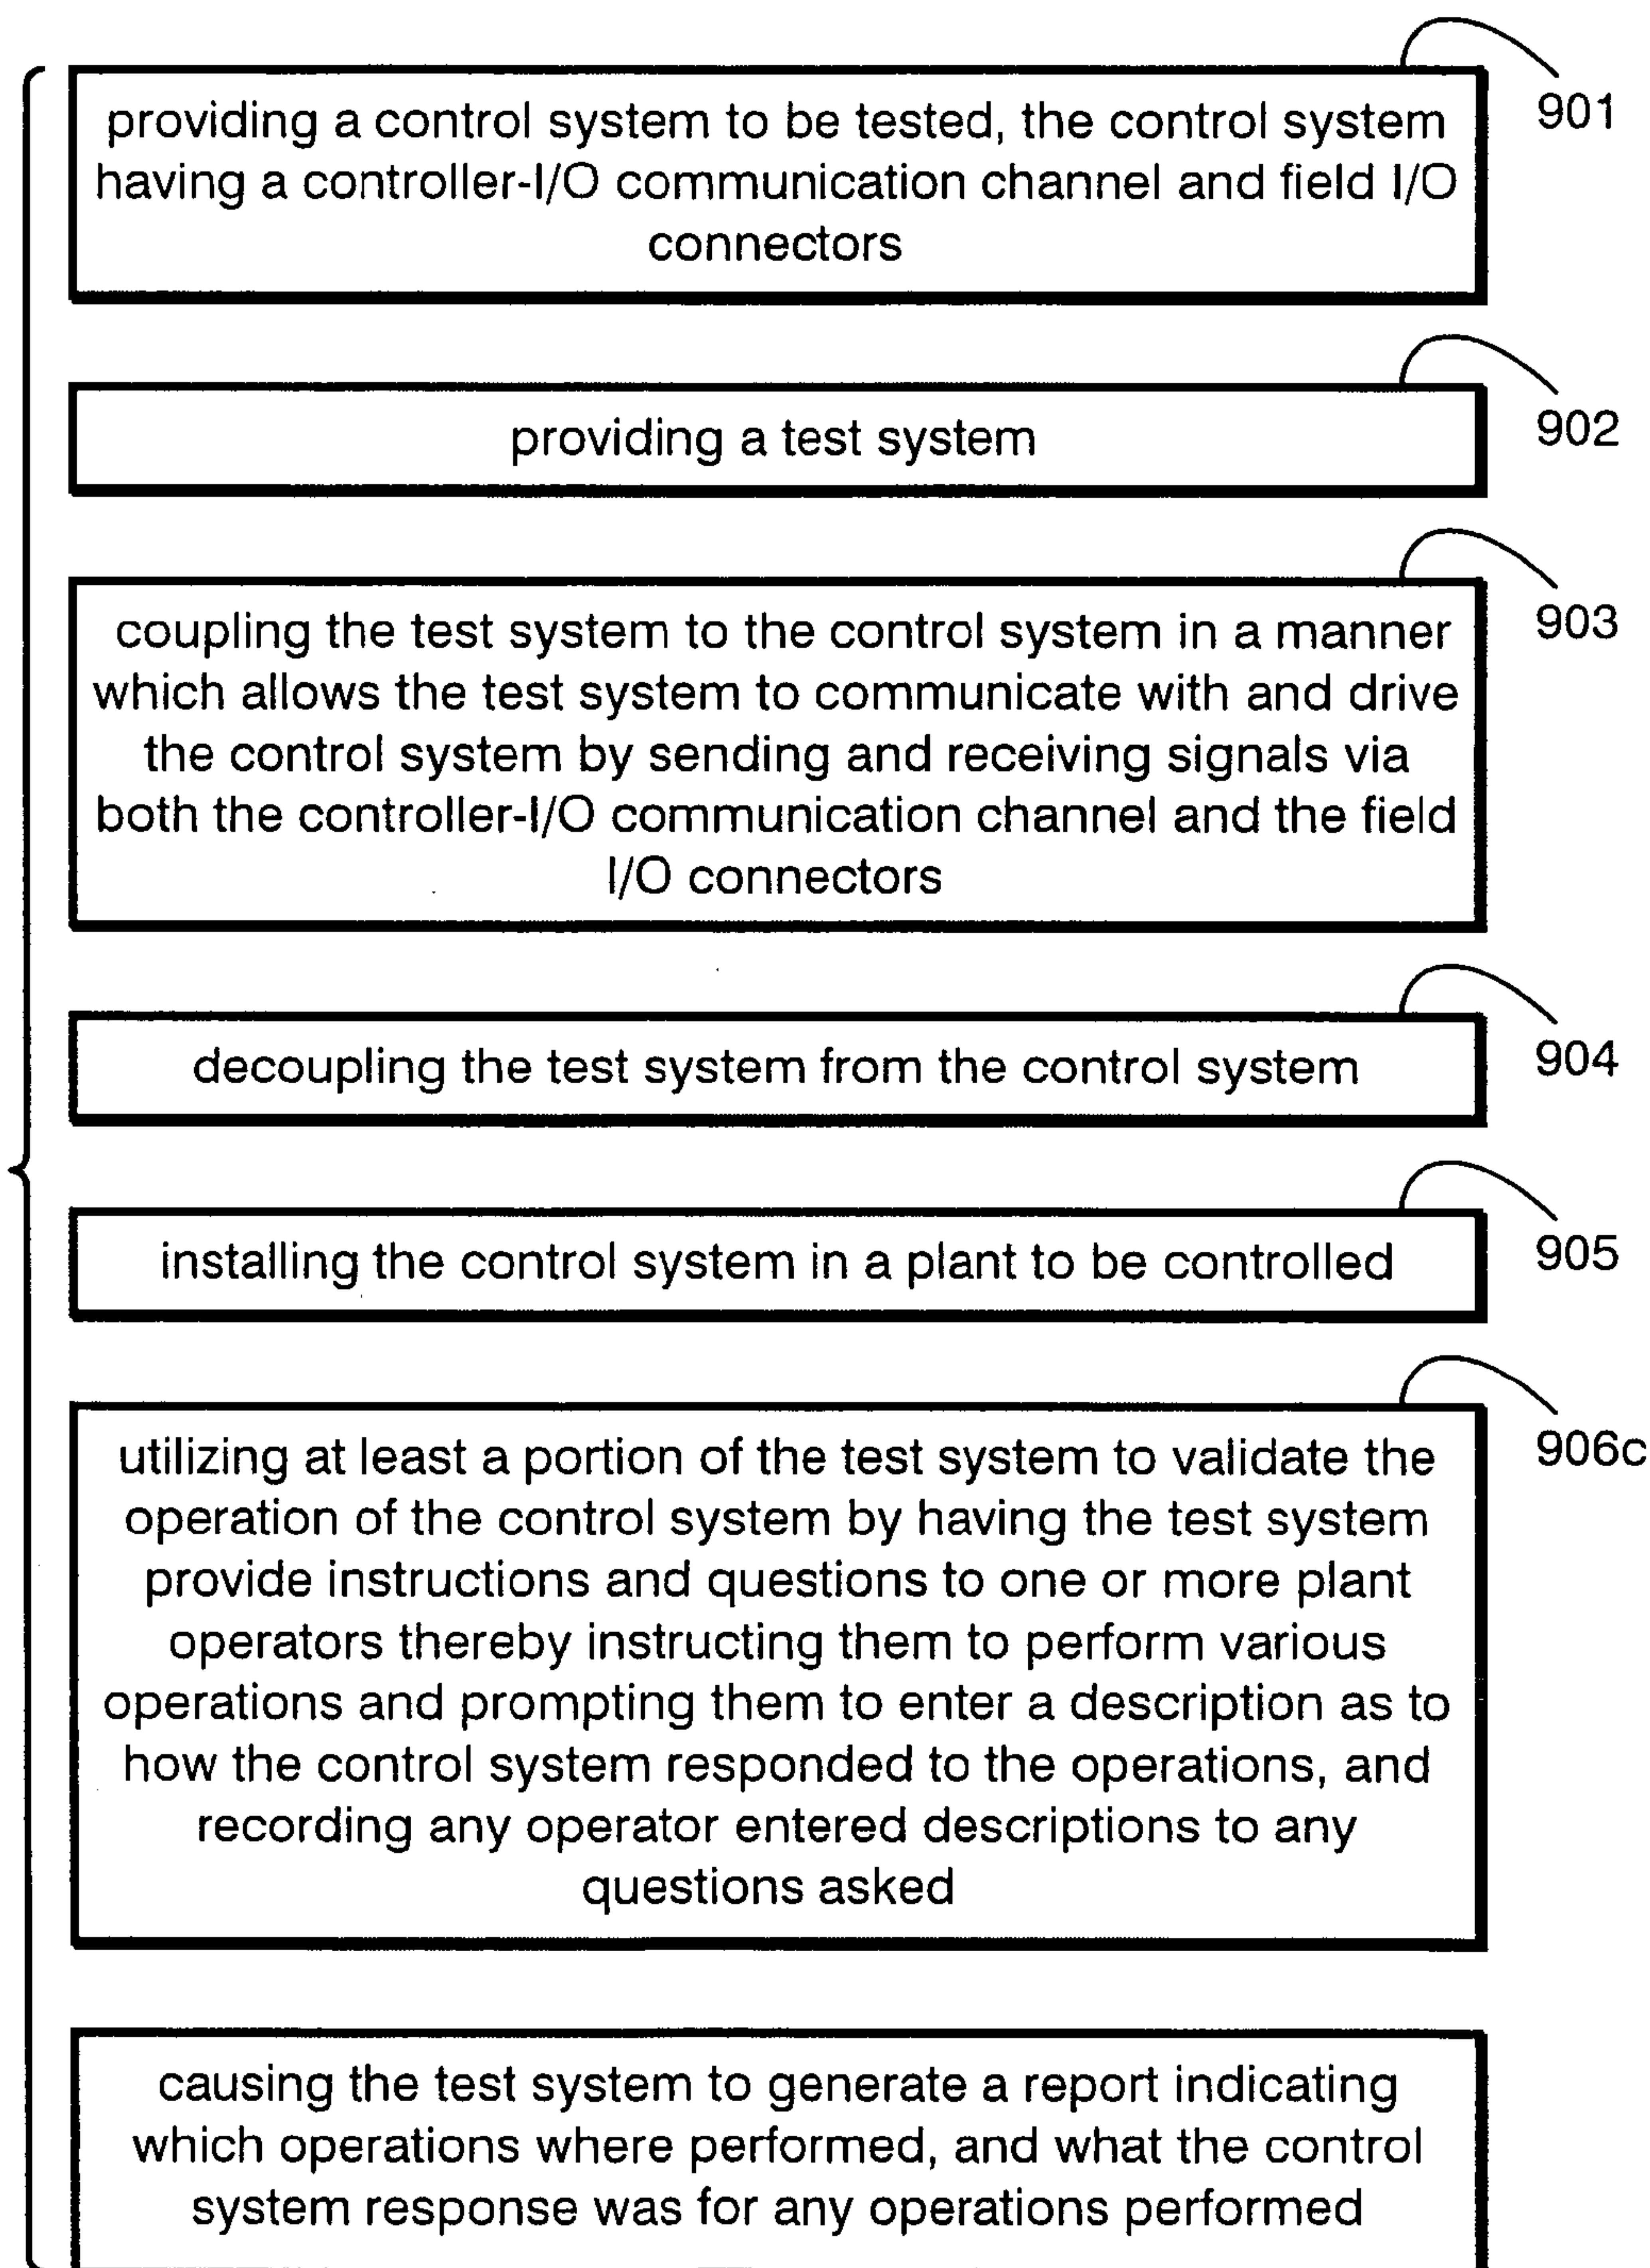 providing a control system to be tested, the control system
having a controller-I/O communication channel and field I/O
connectors
901
providing a test system
902
coupling the test system to the control system in a manner
which allows the test system to communicate with and drive
the control system by sending and receiving signals via
both the controller-I/O communication channel and the field
I/O connectors
903
decoupling the test system from the control system
904
installing the control system in a plant to be controlled
905
utilizing at least a portion of the test system to validate the
operation of the control system by having the test system
provide instructions and questions to one or more plant
operators thereby instructing them to perform various
operations and prompting them to enter a description as to
how the control system responded to the operations, and
recording any operator entered descriptions to any
questions asked
906c
causing the test system to generate a report indicating
which operations where performed, and what the control
system response was for any operations performed